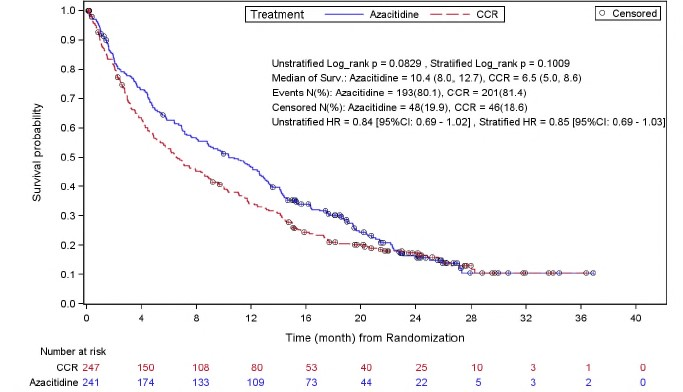 Treatment Azacitidine CCR Censored
Unstratified Log_rank p = 0.0829 , Stratified Log_rank p = 0.1009
Median of Surv.: Azacitidine = 10.4 (8.0, 12.7), CCR = 6.5 (5.0, 8.6)
Events N(%): Azacitidine = 193(80.1), CCR = 201(81.4)
Censored N(%): Azacitidine = 48(19.9), CCR = 46(18.6)
Unstratified HR = 0.84 [95%CI: 0.69 - 1.02] , Stratified HR = 0.85 [95%CI: 0.69 - 1.03]
Survival probability
1.0
0.9
0.8
0.7
0.6
0.5
0.4
0.3
0.2
0.1
0.0
0 4 8 12 16 20 24 28 32 36 40
Time (month) from Randomization
Number at risk
CCR 247 150 108 80 53 40 25 10 3 1 0
Azacitidine 241 174 133 109 73 44 22 5 3 2 0